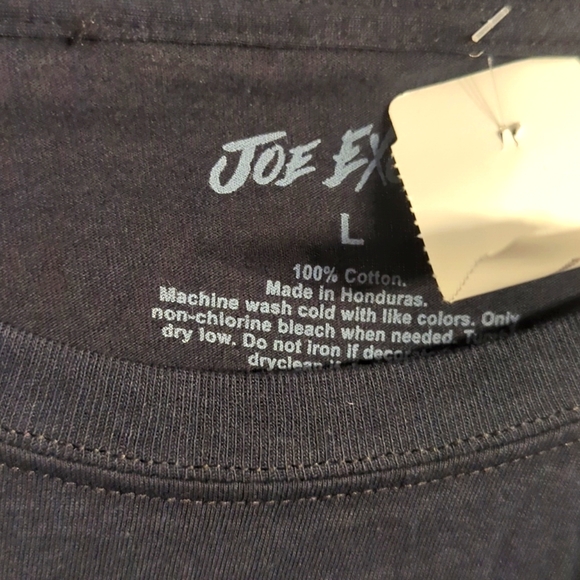 JOE EX
L
100% Cotton.
Made in Honduras.
Machine wash cold with like colors. Only
non-chlorine bleach when needed.
dry low. Do not iron if
dryclean